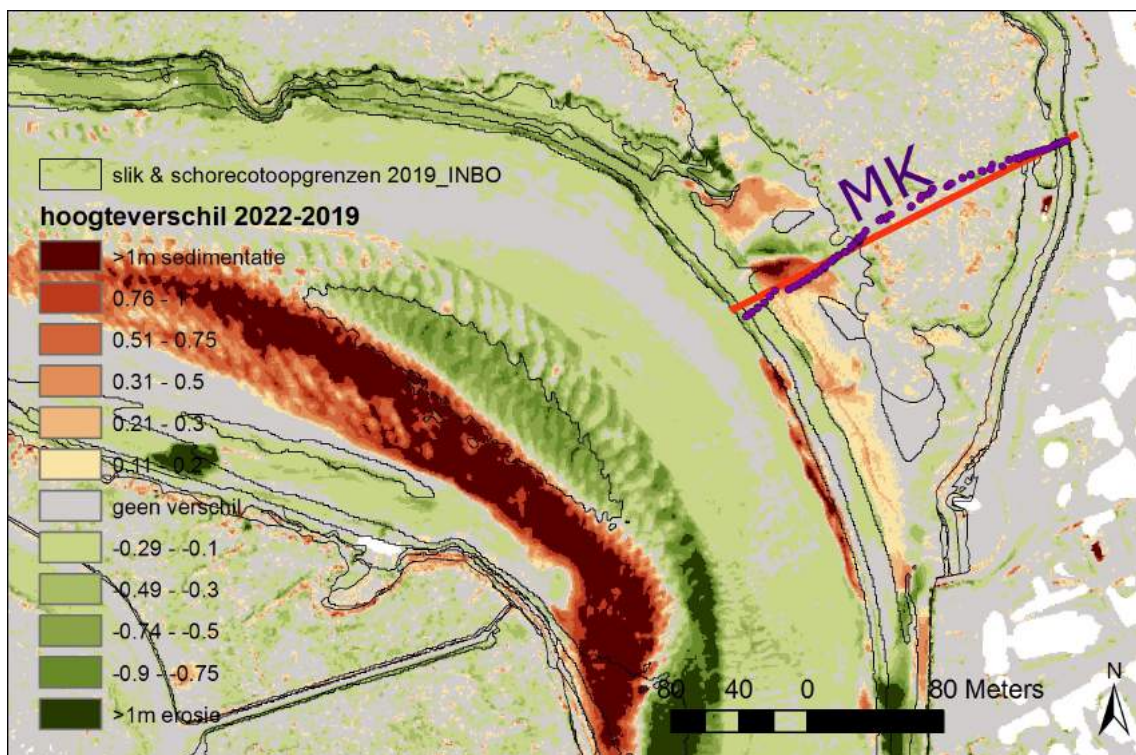 MK
slik & schorecotoopgrenzen 2019_INBO
hoogteverschil 2022-2019
>1m sedimentatie
0.76 - 1
0.51 - 0.75
0.31 - 0.5
0.21 - 0.3
0.11 - 0.2
geen verschil
-0.29 - -0.1
-0.49 - -0.3
-0.74 - -0.5
-0.9 - -0.75
>1m erosie
80 40 0 80 Meters
N